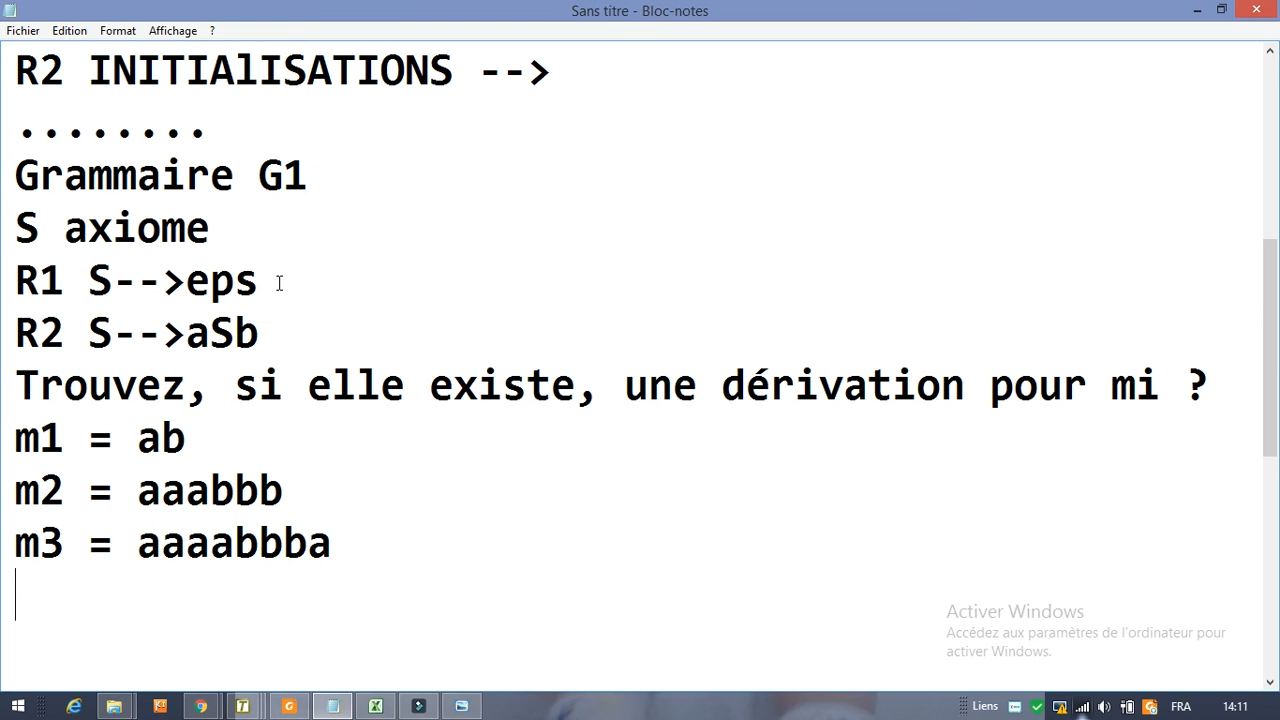 Sans titre - Bloc-notes
Fichier Edition Format Affichage ?
R2 INITIAlISATIONS -->
........
Grammaire G1
S axiome
R1 S-->eps
R2 S-->aSb
Trouvez, si elle existe, une dérivation pour mi ?
m1 = ab
m2 = aaabbb
m3 = aaaabbba
Activer Windows
Accédez aux paramètres de l'ordinateur pour
activer Windows.
Liens FRA 14:11